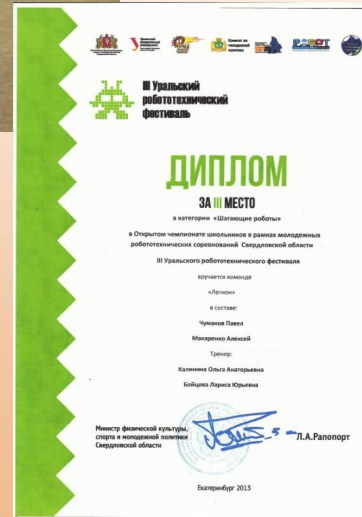 III Уральский
робототехнический
фестиваль
ДИПЛОМ
ЗА III МЕСТО
в категории «Шагающие роботы»
в Открытом чемпионате школьников в рамках молодежных
робототехнических соревнований Свердловской области
III Уральского робототехнического фестиваля
вручается команде
«Легион»
в составе:
Чумаков Павел
Макаренко Алексей
Тренер:
Калинина Ольга Анаторьевна
Бойцева Лариса Юрьевна
Министр физической культуры,
спорта и молодежной политики
Свердловской области
Л.А.Рапопорт
Екатеринбург 2013